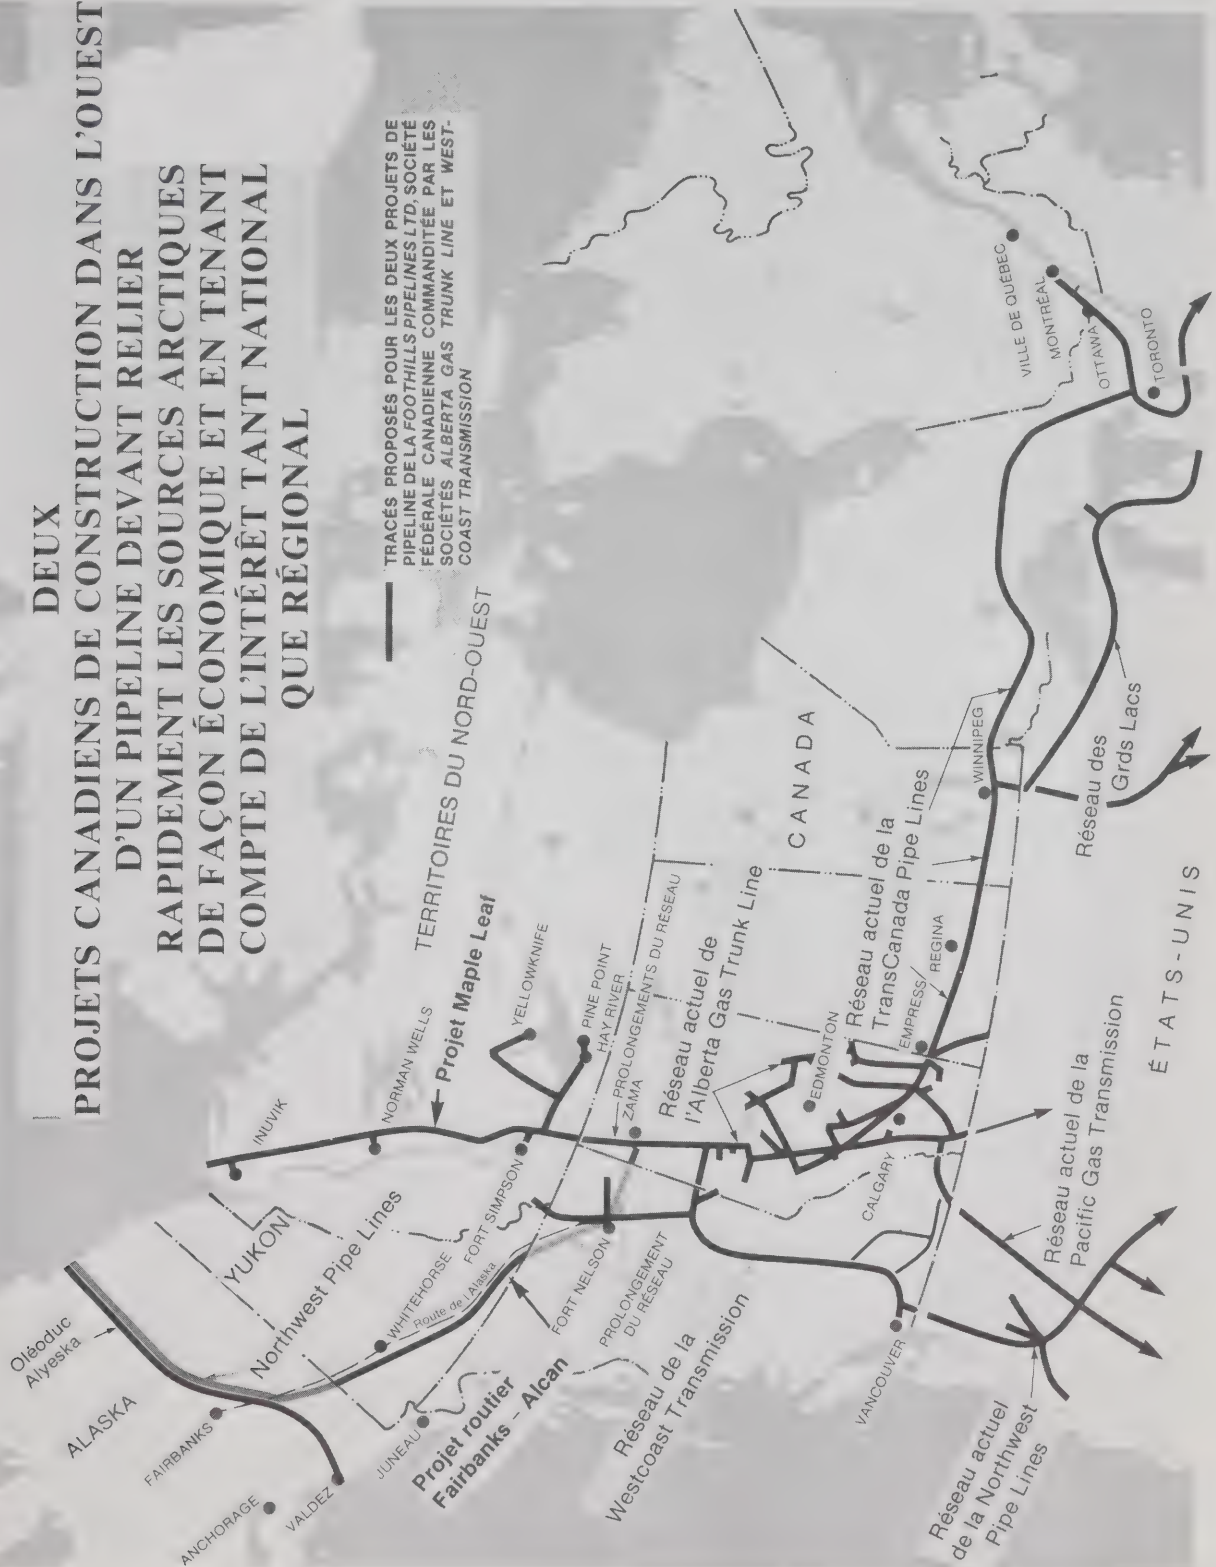 DEUX
PROJETS CANADIENS DE CONSTRUCTION DANS L'OUEST
D'UN PIPELINE DEVANT RELIER
RAPIDEMENT LES SOURCES ARCTIQUES
DE FAÇON ÉCONOMIQUE ET EN TENANT
COMPTE DE L'INTÉRÊT TANT NATIONAL
QUE RÉGIONAL
TRACÉS PROPOSÉS POUR LES DEUX PROJETS DE
PIPELINE DE LA FOOTHILLS PIPELINES LTD, SOCIÉTÉ
FÉDÉRALE CANADIENNE COMMANDITÉE PAR LES
SOCIÉTÉS ALBERTA GAS TRUNK LINE ET WEST-
COAST TRANSMISSION
Oléoduc
Alyeska
ALASKA
FAIRBANKS
ANCHORAGE
VALDEZ
YUKON
Northwest Pipe Lines
INUVIK
NORMAN WELLS
TERRITOIRES DU NORD-OUEST
Projet Maple Leaf
WHITEHORSE
Route de l'Alaska
FORT SIMPSON
YELLOWKNIFE
PINE POINT
HAY RIVER
JUNEAU
Projet routier
Fairbanks – Alcan
FORT NELSON
PROLONGEMENT
DU RÉSEAU
ZAMA
PROLONGEMENTS DU RÉSEAU
Réseau de la
Westcoast Transmission
Réseau actuel de
l'Alberta Gas Trunk Line
CANADA
EDMONTON
Réseau actuel de la
TransCanada Pipe Lines
CALGARY
EMPRESS
REGINA
WINNIPEG
VANCOUVER
Réseau actuel
de la Northwest
Pipe Lines
Réseau actuel de la
Pacific Gas Transmission
ÉTATS-UNIS
Réseau des
Grds Lacs
VILLE DE QUÉBEC
MONTRÉAL
OTTAWA
TORONTO